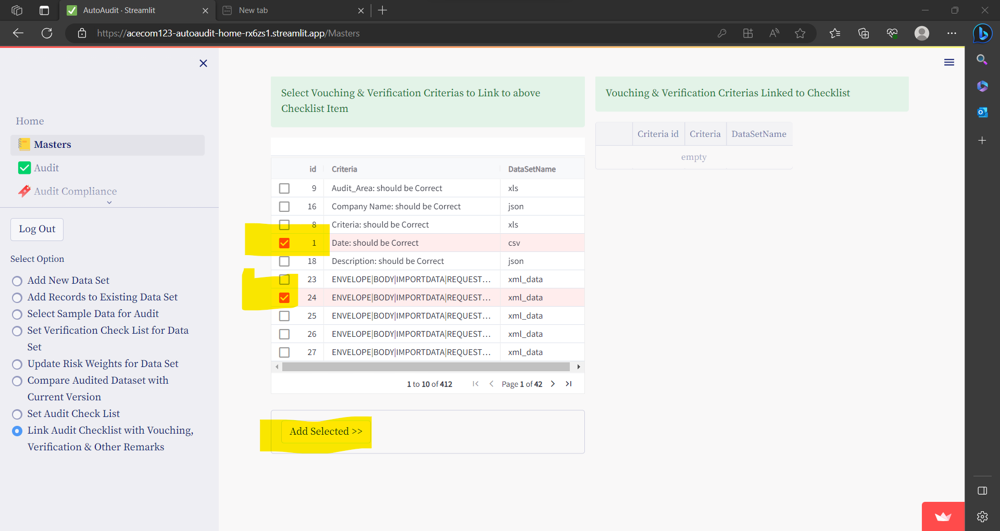 AutoAudit · Streamlit
New tab
https://acecom123-autoaudit-home-rx6zs1.streamlit.app/Masters
Home
Masters
Audit
Audit Compliance
Log Out
Select Option
Add New Data Set
Add Records to Existing Data Set
Select Sample Data for Audit
Set Verification Check List for Data
Set
Update Risk Weights for Data Set
Compare Audited Dataset with
Current Version
Set Audit Check List
Link Audit Checklist with Vouching,
Verification & Other Remarks
Select Vouching & Verification Criterias to Link to above
Checklist Item
id Criteria DataSetName
9 Audit_Area: should be Correct xls
16 Company Name: should be Correct json
8 Criteria: should be Correct xls
1 Date: should be Correct csv
18 Description: should be Correct json
23 ENVELOPE|BODY|IMPORTDATA|REQUEST... xml_data
24 ENVELOPE|BODY|IMPORTDATA|REQUEST... xml_data
25 ENVELOPE|BODY|IMPORTDATA|REQUEST... xml_data
26 ENVELOPE|BODY|IMPORTDATA|REQUEST... xml_data
27 ENVELOPE|BODY|IMPORTDATA|REQUEST... xml_data
1 to 10 of 412 Page 1 of 42
Add Selected >>
Vouching & Verification Criterias Linked to Checklist
Criteria id Criteria DataSetName
empty